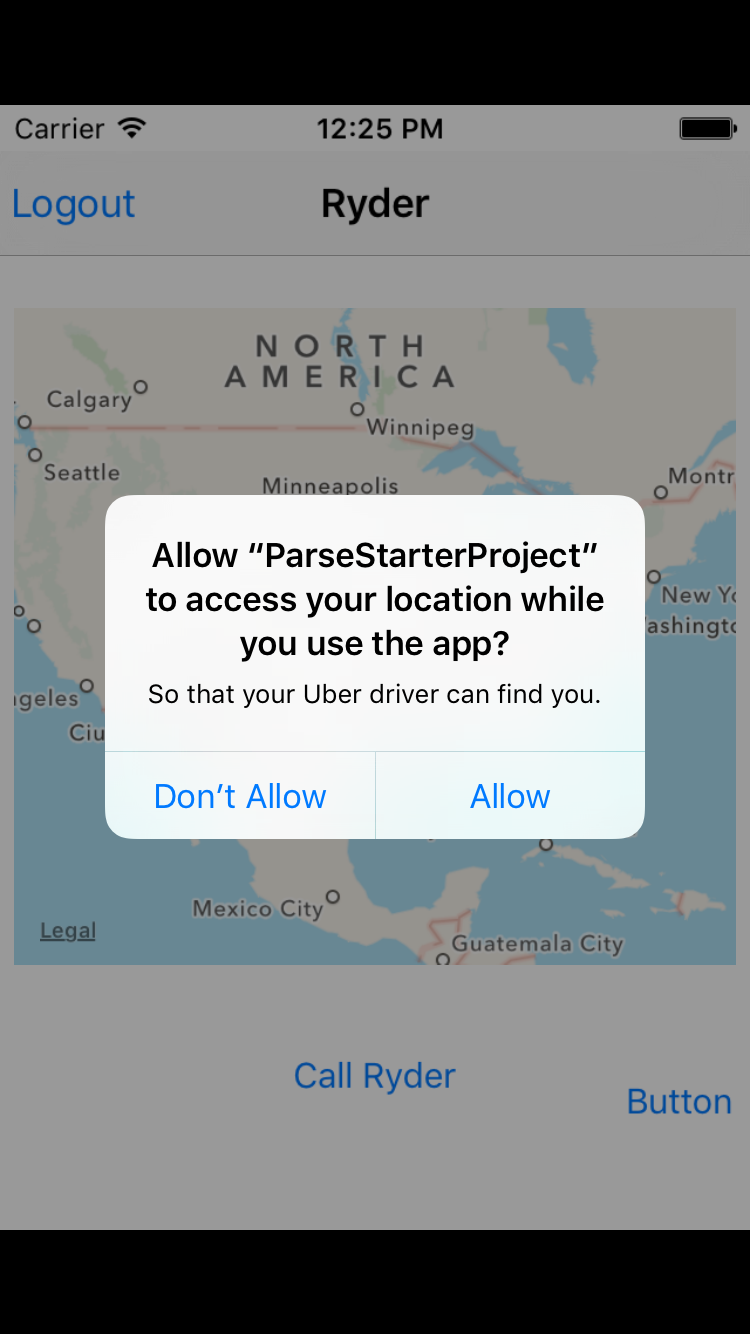 Carrier 12:25 PM
Logout Ryder
NORTH
AMERICA
Calgary
Winnipeg
Seattle
Minneapolis
Montr
Allow “ParseStarterProject”
to access your location while
you use the app?
So that your Uber driver can find you.
Don’t Allow Allow
New Yo
ashingto
geles
Ciu
Mexico City
Legal
Guatemala City
Call Ryder
Button